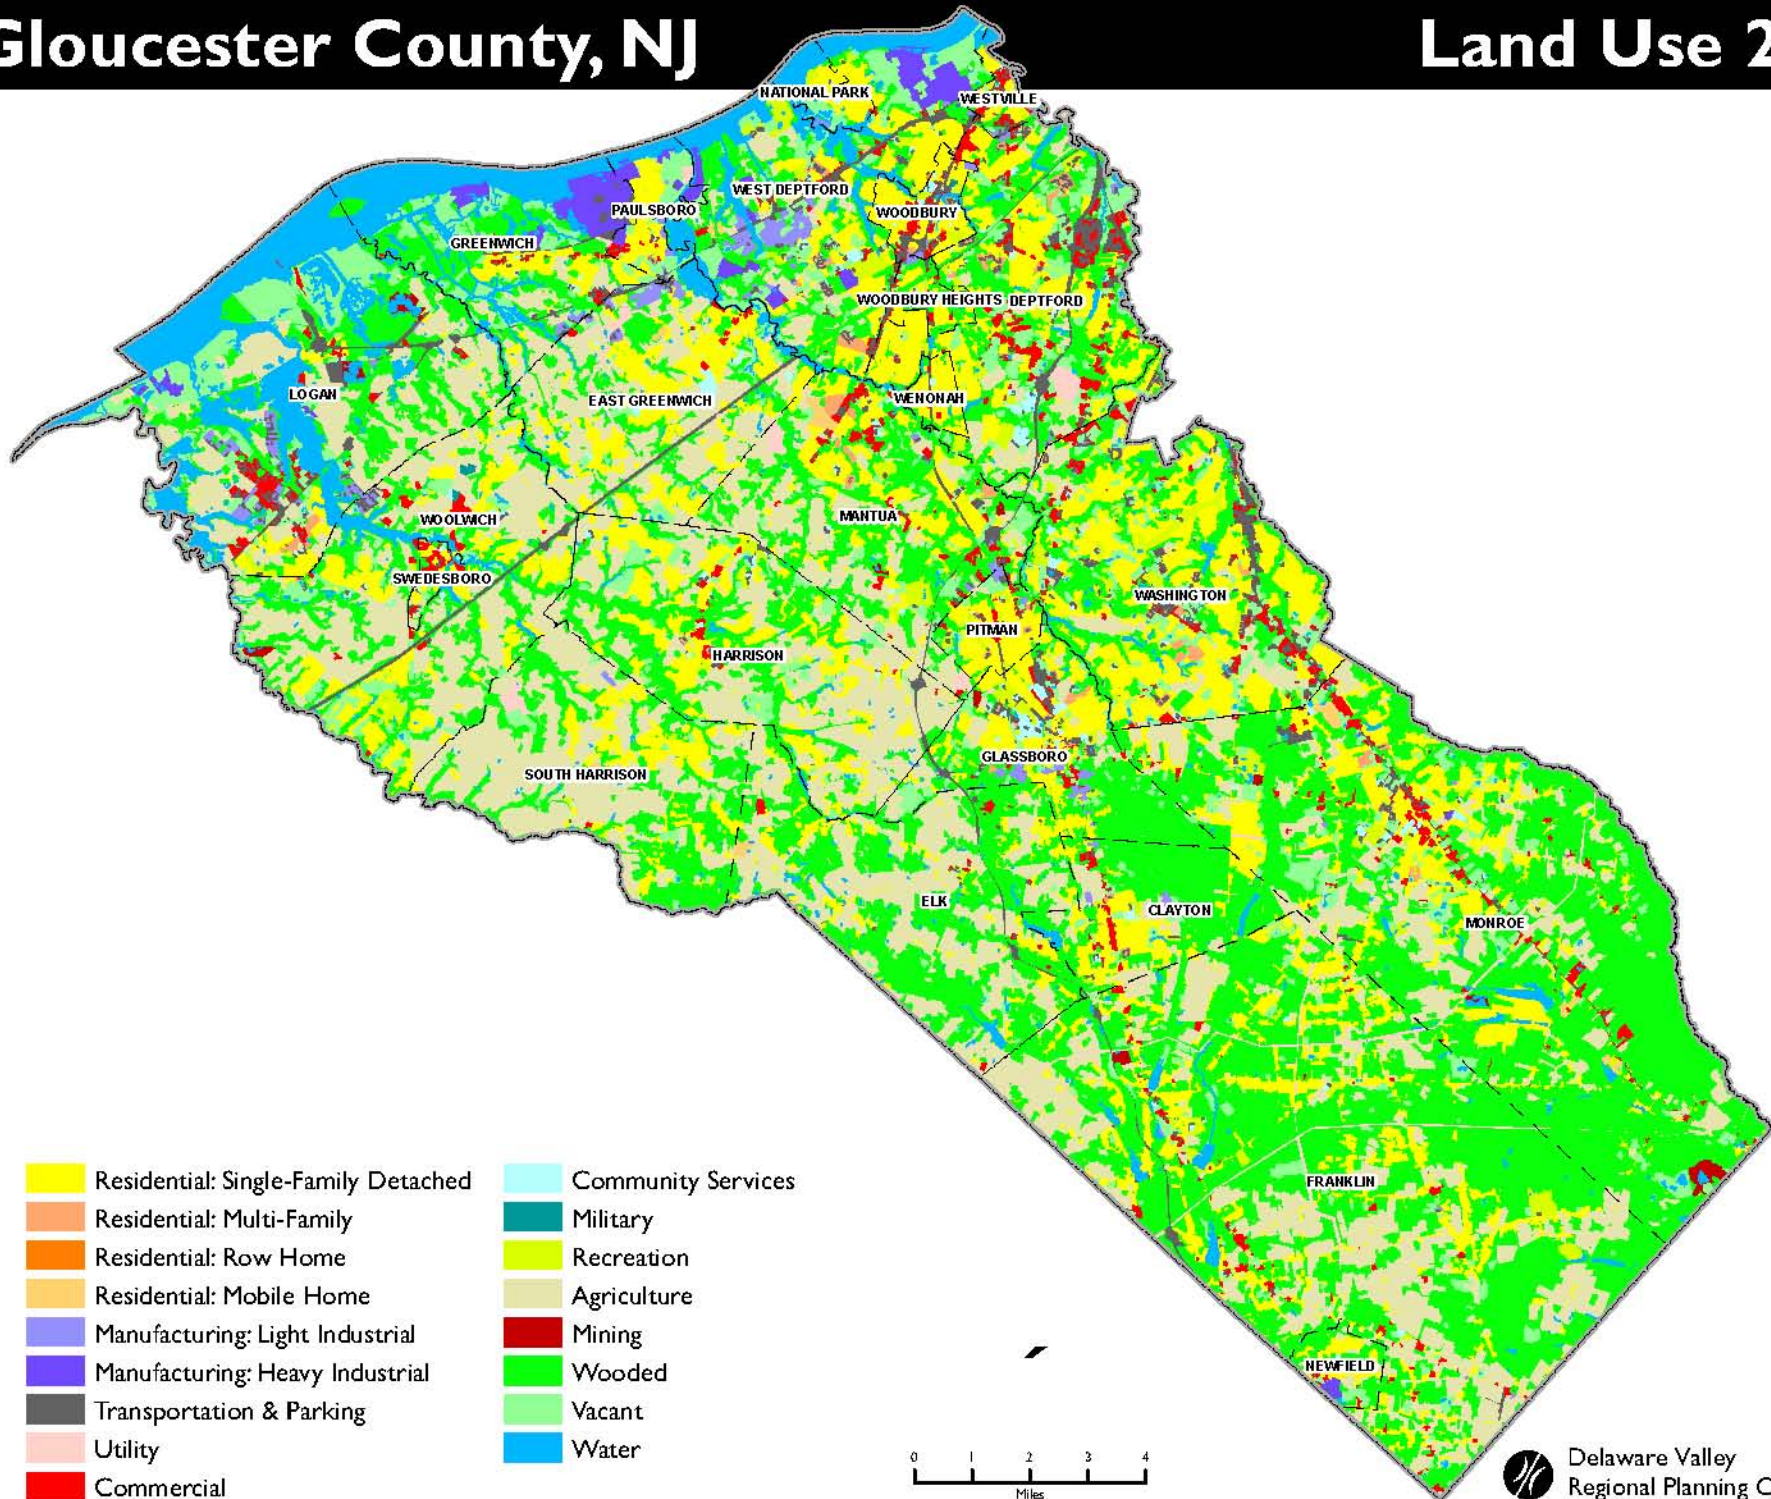 Gloucester County, NJ
Land Use 2
NATIONAL PARK
WESTVILLE
WEST DEPTFORD
PAULSBORO
WOODBURY
GREENWICH
WOODBURY HEIGHTS
DEPTFORD
LOGAN
EAST GREENWICH
WENONAH
WOOLWICH
MANTUA
SWEDESBORO
WASHINGTON
PITMAN
HARRISON
GLASSBORO
SOUTH HARRISON
ELK
CLAYTON
MONROE
FRANKLIN
NEWFIELD
Residential: Single-Family Detached
Residential: Multi-Family
Residential: Row Home
Residential: Mobile Home
Manufacturing: Light Industrial
Manufacturing: Heavy Industrial
Transportation & Parking
Utility
Commercial
Community Services
Military
Recreation
Agriculture
Mining
Wooded
Vacant
Water
0 1 2 3 4
Miles
Delaware Valley
Regional Planning C